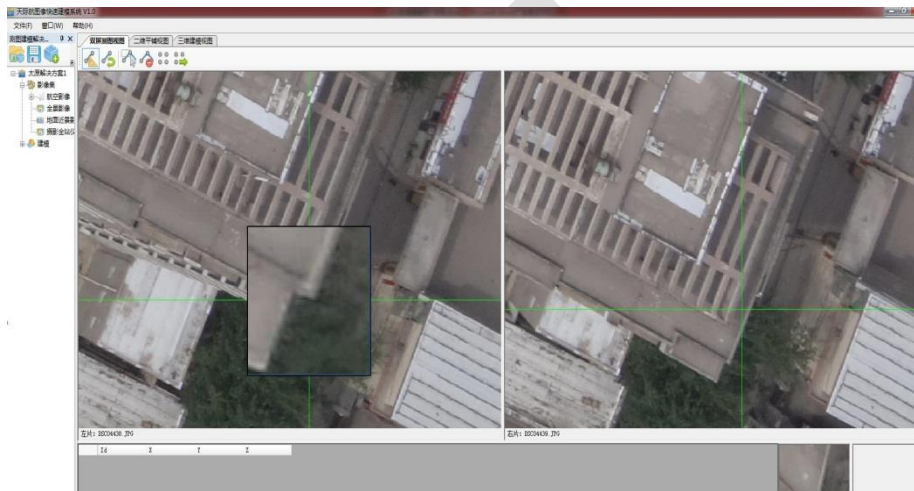 天际航图像快速建模系统 V1.0
文件(F) 窗口(W) 帮助(H)
测图建模解决...
双屏测图视图 二维平铺视图 三维建模视图
太原解决方案1
影像集
航空影像
全景影像
地面近景影
摄影全站仪
建模
左片: DSC04438.JPG
右片: DSC04439.JPG
Id X Y Z